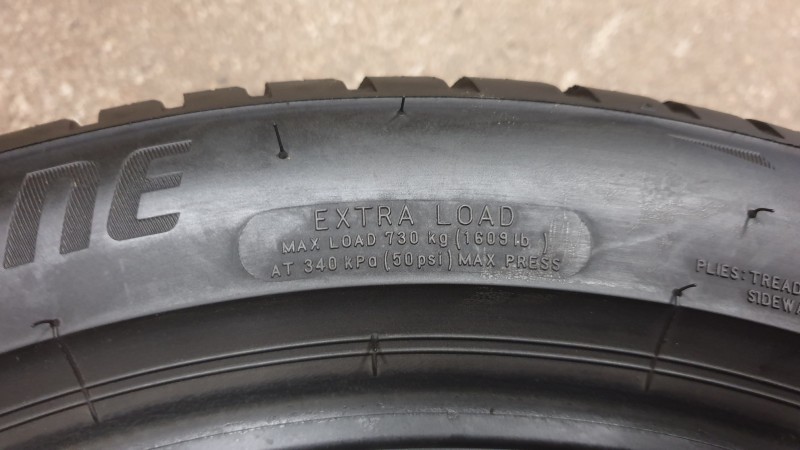 NE
EXTRA LOAD
MAX LOAD 730 kg (1609 lb.)
AT 340 kPa (50psi) MAX PRESS
PLIES: TREAD
SIDEWA